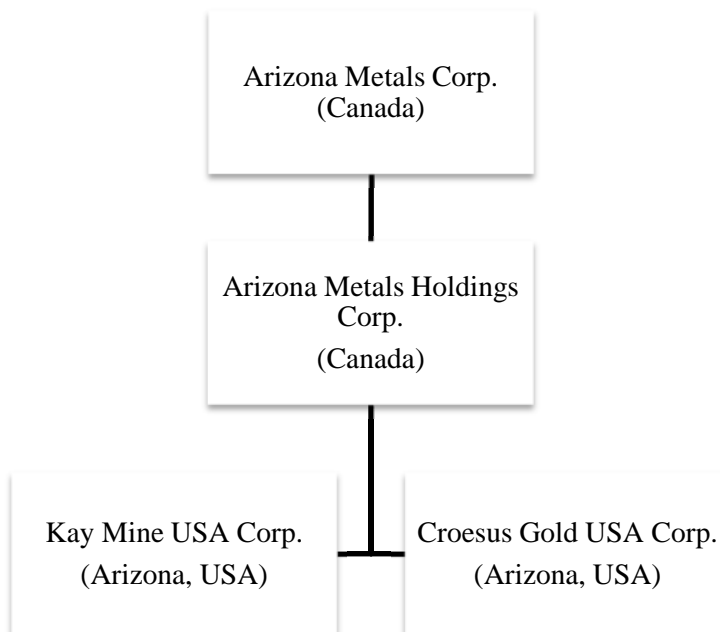 Arizona Metals Corp.
(Canada)
Arizona Metals Holdings
Corp.
(Canada)
Kay Mine USA Corp.
(Arizona, USA)
Croesus Gold USA Corp.
(Arizona, USA)